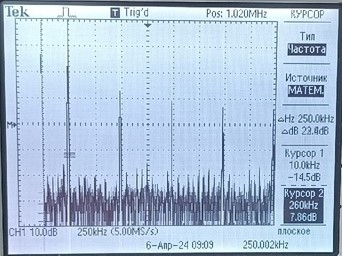 Tek Trig'd Pos: 1.020MHz КУРСОР
Тип
Частота
Источник
МАТЕМ.
ΔHz 250.0kHz
ΔdB 22.4dB
Курсор 1
10.0kHz
-14.5dB
Курсор 2
260kHz
7.86dB
M
CH1 10.0dB 250kHz (5.00MS/s) плоское
6-Апр-24 09:09 250.002kHz